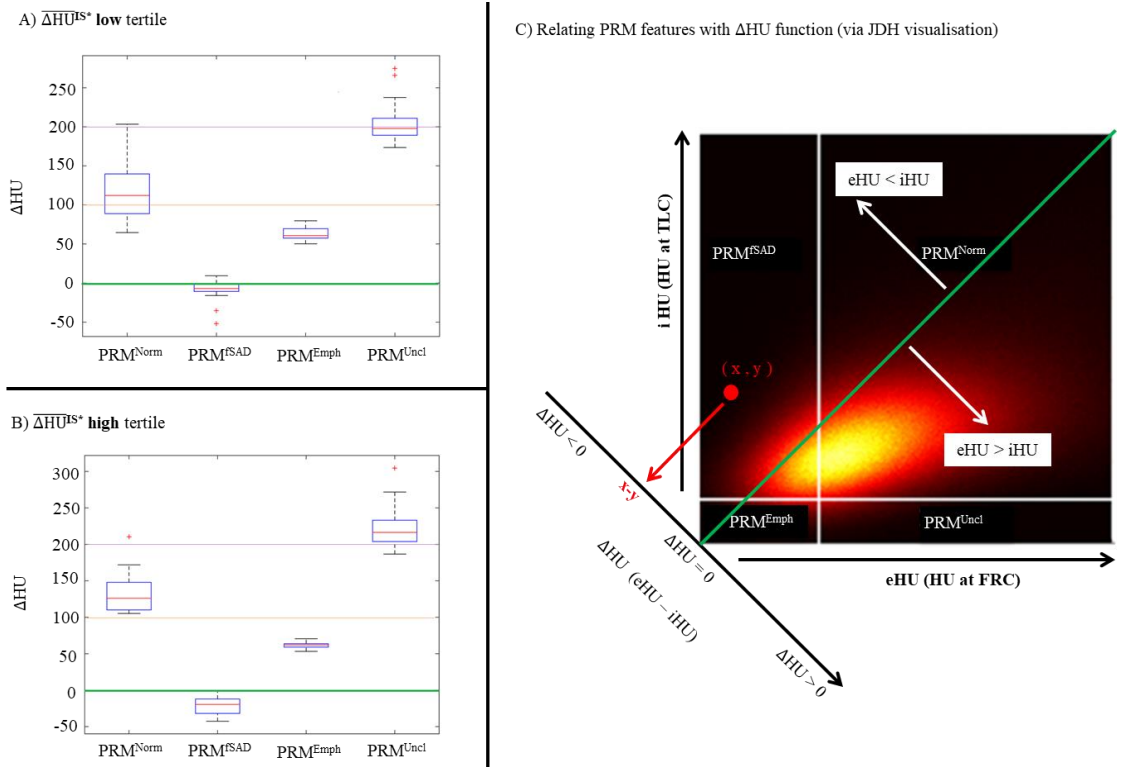 A) ΔHU^IS* low tertile
250
200
150
100
50
0
-50
ΔHU
PRM^Norm PRM^fSAD PRM^Emph PRM^Uncl
B) ΔHU^IS* high tertile
300
250
200
150
100
50
0
-50
ΔHU
PRM^Norm PRM^fSAD PRM^Emph PRM^Uncl
C) Relating PRM features with ΔHU function (via JDH visualisation)
i HU (HU at TLC)
eHU < iHU
PRM^fSAD
PRM^Norm
( x , y )
eHU > iHU
PRM^Emph
PRM^Uncl
eHU (HU at FRC)
ΔHU < 0
x-y
ΔHU = 0
ΔHU (eHU – iHU)
ΔHU > 0